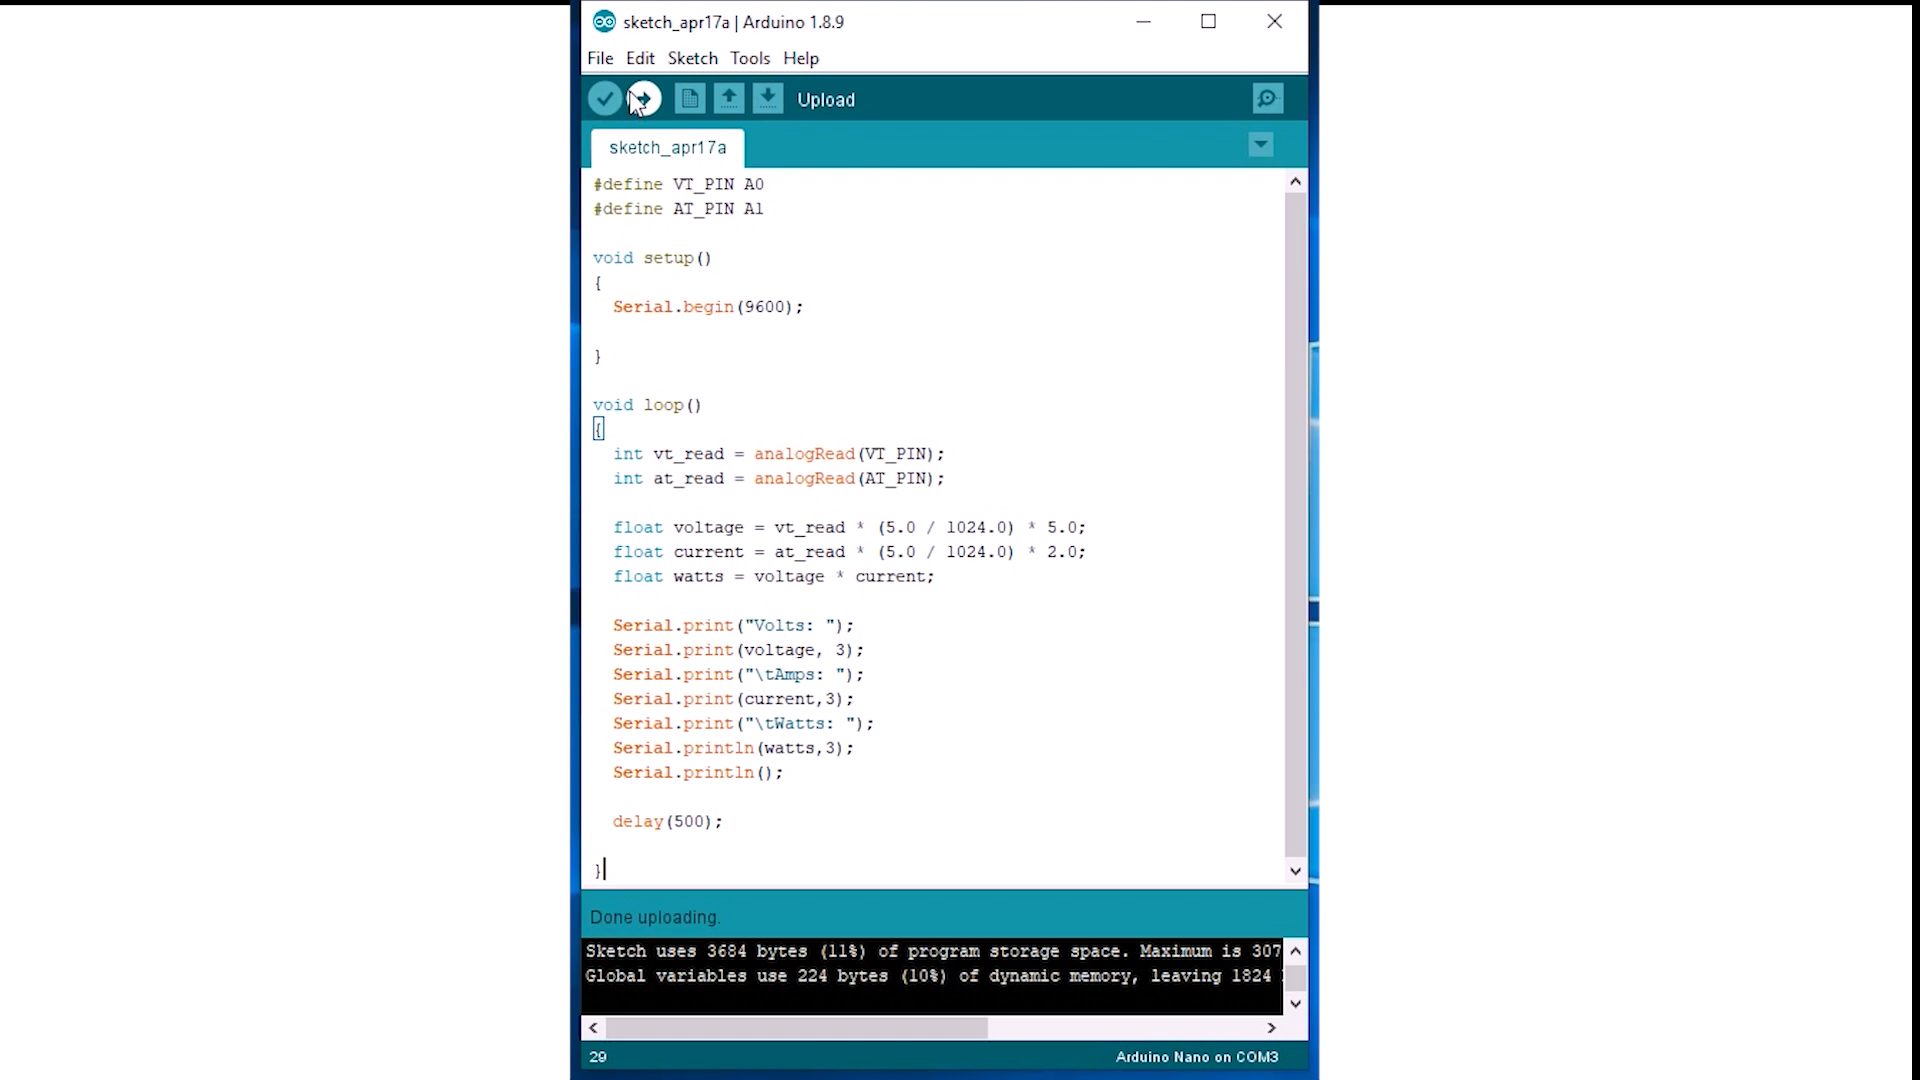 sketch_apr17a | Arduino 1.8.9
File Edit Sketch Tools Help
Upload
sketch_apr17a
#define VT_PIN A0
#define AT_PIN A1
void setup()
{
Serial.begin(9600);
}
void loop()
{
int vt_read = analogRead(VT_PIN);
int at_read = analogRead(AT_PIN);
float voltage = vt_read * (5.0 / 1024.0) * 5.0;
float current = at_read * (5.0 / 1024.0) * 2.0;
float watts = voltage * current;
Serial.print("Volts: ");
Serial.print(voltage, 3);
Serial.print("\tAmps: ");
Serial.print(current,3);
Serial.print("\tWatts: ");
Serial.println(watts,3);
Serial.println();
delay(500);
}
Done uploading.
Sketch uses 3684 bytes (11%) of program storage space. Maximum is 307
Global variables use 224 bytes (10%) of dynamic memory, leaving 1824
29
Arduino Nano on COM3